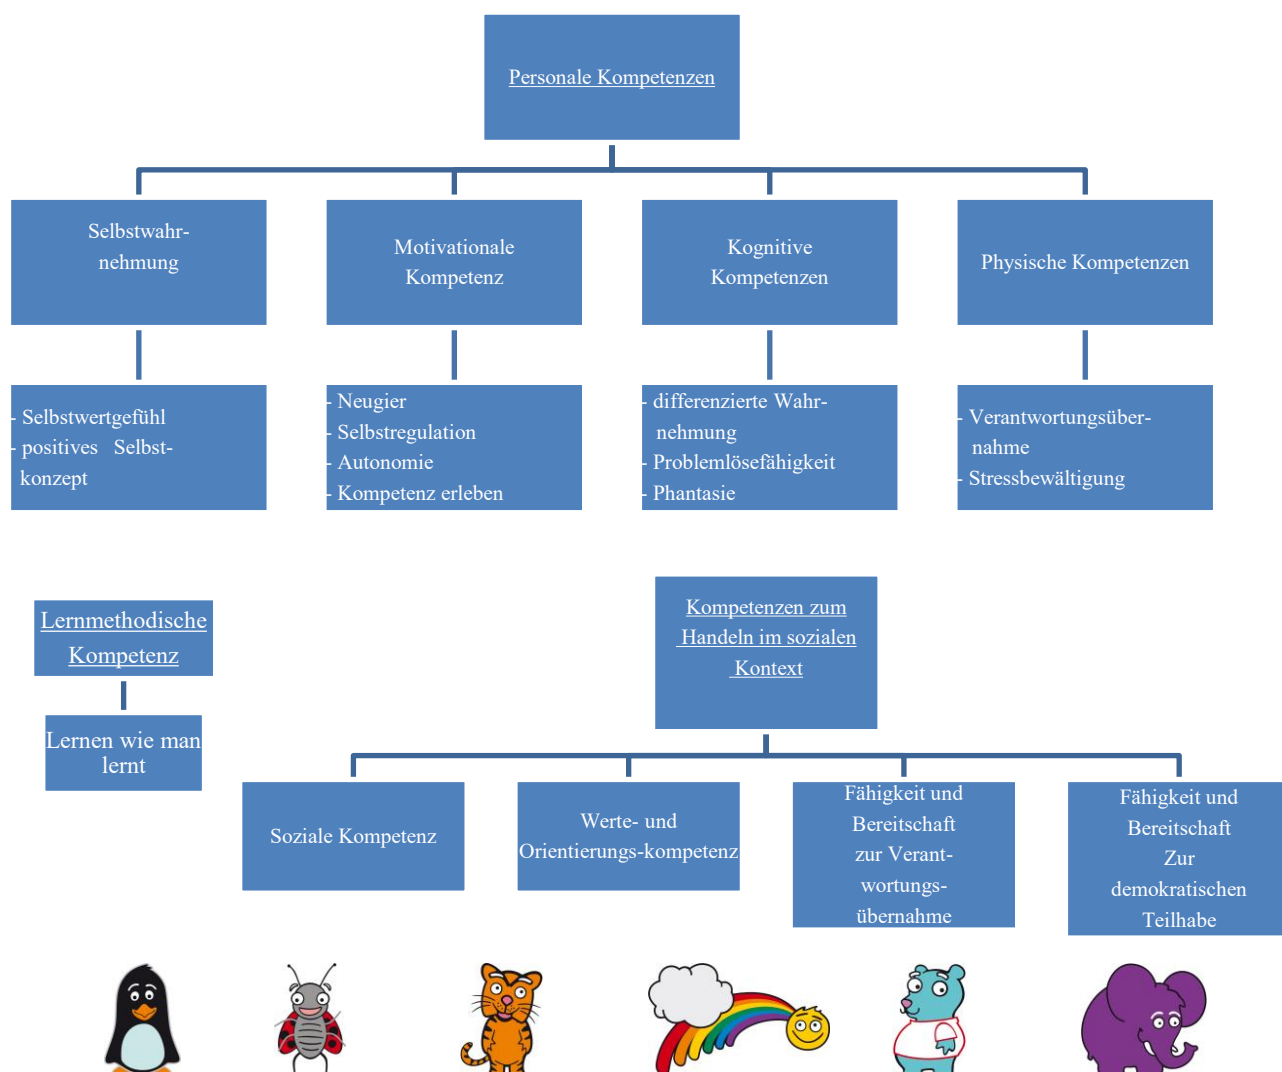 Personale Kompetenzen
Selbstwahr-
nehmung
Motivationale
Kompetenz
Kognitive
Kompetenzen
Physische Kompetenzen
- Selbstwertgefühl
- positives Selbst-
konzept
- Neugier
- Selbstregulation
- Autonomie
- Kompetenz erleben
- differenzierte Wahr-
nehmung
- Problemlösefähigkeit
- Phantasie
- Verantwortungsüber-
nahme
- Stressbewältigung
Lernmethodische
Kompetenz
Lernen wie man
lernt
Kompetenzen zum
Handeln im sozialen
Kontext
Soziale Kompetenz
Werte- und
Orientierungs-kompetenz
Fähigkeit und
Bereitschaft
zur Verant-
wortungs-
übernahme
Fähigkeit und
Bereitschaft
Zur
demokratischen
Teilhabe